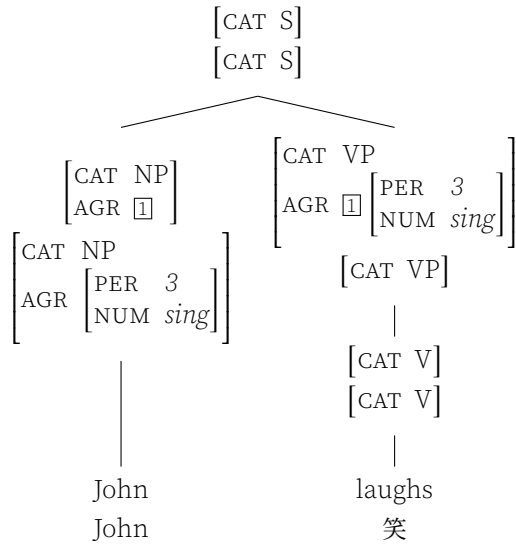 [CAT S]
[CAT S]
[CAT NP
AGR 1]
[CAT VP
AGR 1 [PER 3
NUM sing]]
[CAT NP
AGR [PER 3
NUM sing]]
[CAT VP]
[CAT V]
[CAT V]
John
laughs
John
笑